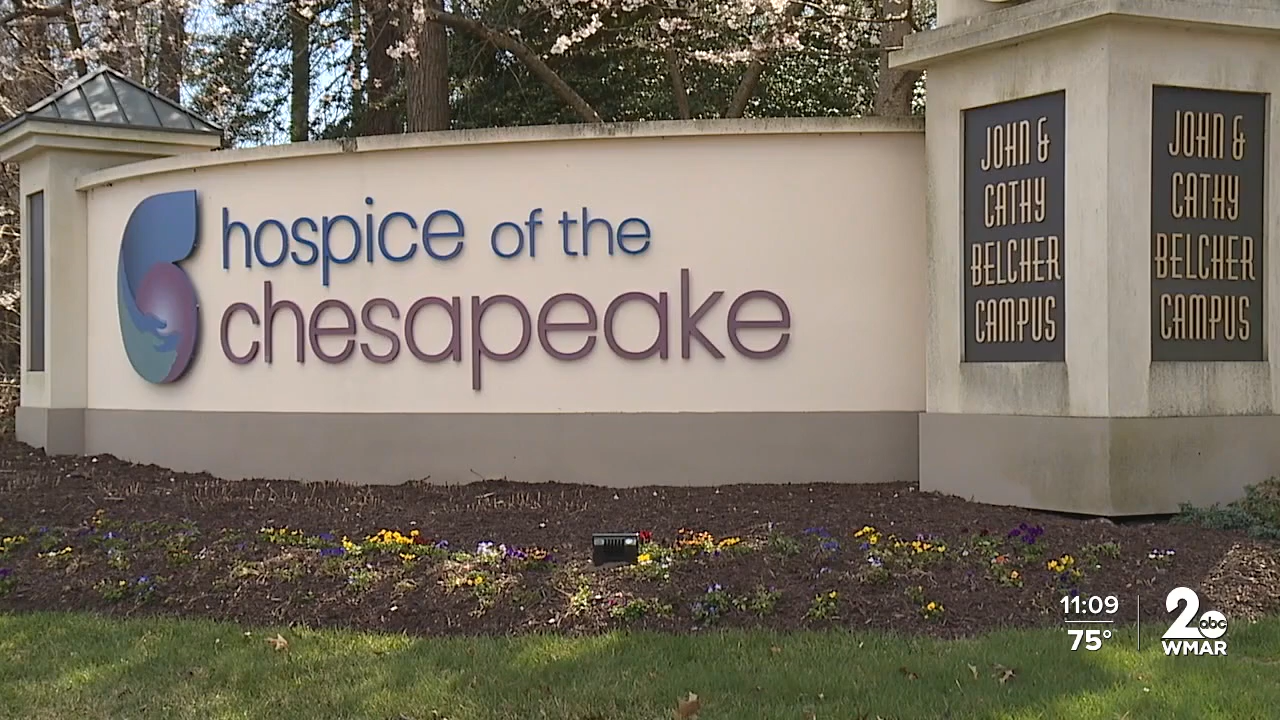 hospice of the
chesapeake
JOHN &
CATHY
BELCHER
CAMPUS
JOHN &
CATHY
BELCHER
CAMPUS
11:09
75°
2 abc
WMAR